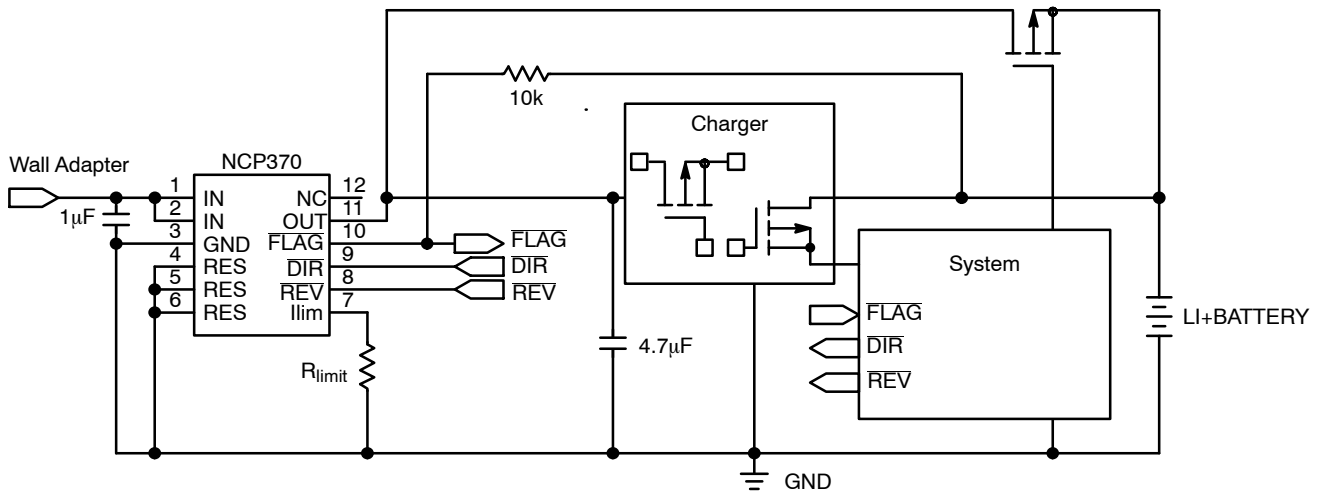 10k
Charger
Wall Adapter
NCP370
1μF
1 IN NC 12
2 IN OUT 11
3 GND FLAG 10 FLAG
4 RES DIR 9 DIR
5 RES REV 8 REV
6 RES Ilim 7
System
FLAG
DIR
REV
LI+BATTERY
Rlimit
4.7μF
GND